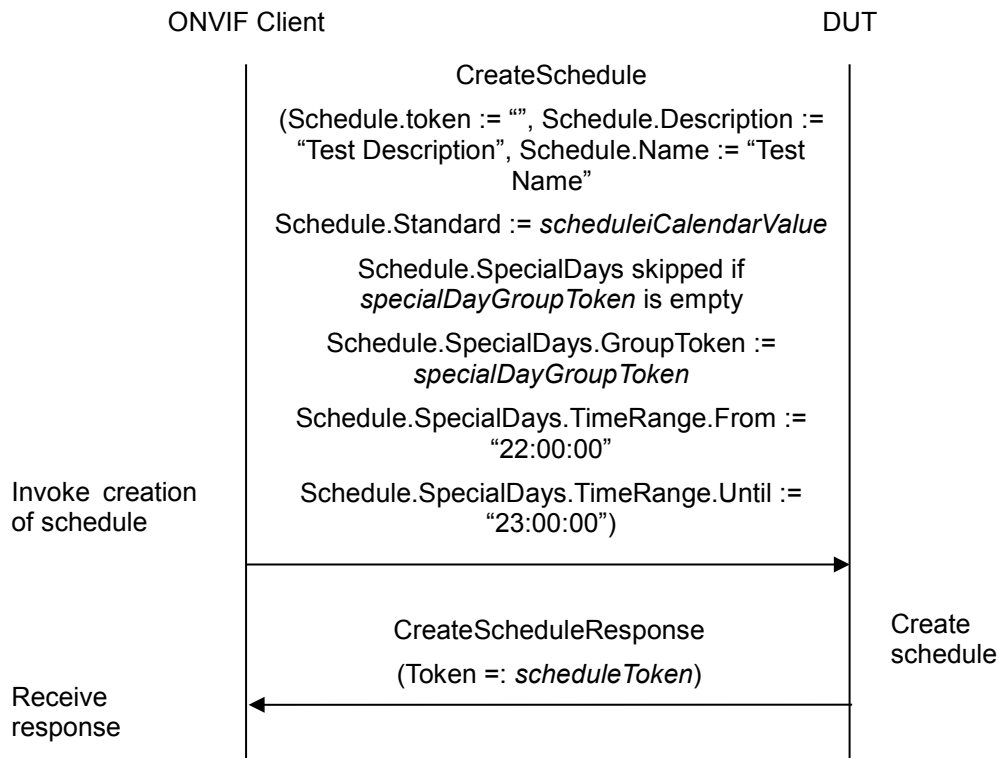 ONVIF Client
DUT
CreateSchedule
(Schedule.token := “”, Schedule.Description :=
“Test Description”, Schedule.Name := “Test
Name”
Schedule.Standard := scheduleiCalendarValue
Schedule.SpecialDays skipped if
specialDayGroupToken is empty
Schedule.SpecialDays.GroupToken :=
specialDayGroupToken
Schedule.SpecialDays.TimeRange.From :=
“22:00:00”
Invoke creation
of schedule
Schedule.SpecialDays.TimeRange.Until :=
“23:00:00”)
CreateScheduleResponse
(Token =: scheduleToken)
Create
schedule
Receive
response